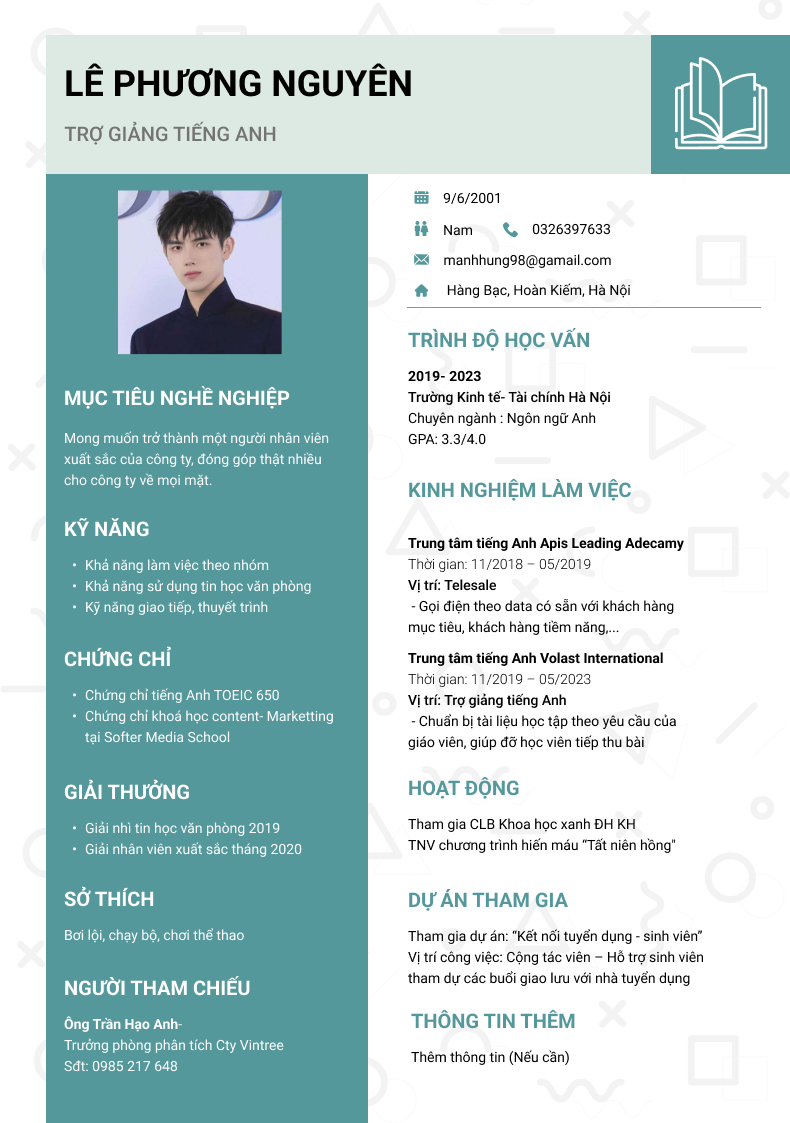 LÊ PHƯƠNG NGUYÊN
TRỢ GIẢNG TIẾNG ANH
9/6/2001
Nam
0326397633
manhhung98@gamail.com
Hàng Bạc, Hoàn Kiếm, Hà Nội
MỤC TIÊU NGHỀ NGHIỆP
Mong muốn trở thành một người nhân viên
xuất sắc của công ty, đóng góp thật nhiều
cho công ty về mọi mặt.
KỸ NĂNG
• Khả năng làm việc theo nhóm
• Khả năng sử dụng tin học văn phòng
• Kỹ năng giao tiếp, thuyết trình
CHỨNG CHỈ
• Chứng chỉ tiếng Anh TOEIC 650
• Chứng chỉ khoá học content- Marketting
tại Softer Media School
GIẢI THƯỞNG
• Giải nhì tin học văn phòng 2019
• Giải nhân viên xuất sắc tháng 2020
SỞ THÍCH
Bơi lội, chạy bộ, chơi thể thao
NGƯỜI THAM CHIẾU
Ông Trần Hạo Anh-
Trưởng phòng phân tích Cty Vintree
Sđt: 0985 217 648
TRÌNH ĐỘ HỌC VẤN
2019- 2023
Trường Kinh tế- Tài chính Hà Nội
Chuyên ngành : Ngôn ngữ Anh
GPA: 3.3/4.0
KINH NGHIỆM LÀM VIỆC
Trung tâm tiếng Anh Apis Leading Adecamy
Thời gian: 11/2018 – 05/2019
Vị trí: Telesale
- Gọi điện theo data có sẵn với khách hàng
mục tiêu, khách hàng tiềm năng,...
Trung tâm tiếng Anh Volast International
Thời gian: 11/2019 – 05/2023
Vị trí: Trợ giảng tiếng Anh
- Chuẩn bị tài liệu học tập theo yêu cầu của
giáo viên, giúp đỡ học viên tiếp thu bài
HOẠT ĐỘNG
Tham gia CLB Khoa học xanh ĐH KH
TNV chương trình hiến máu “Tất niên hồng"
DỰ ÁN THAM GIA
Tham gia dự án: “Kết nối tuyển dụng - sinh viên”
Vị trí công việc: Cộng tác viên – Hỗ trợ sinh viên
tham dự các buổi giao lưu với nhà tuyển dụng
THÔNG TIN THÊM
Thêm thông tin (Nếu cần)